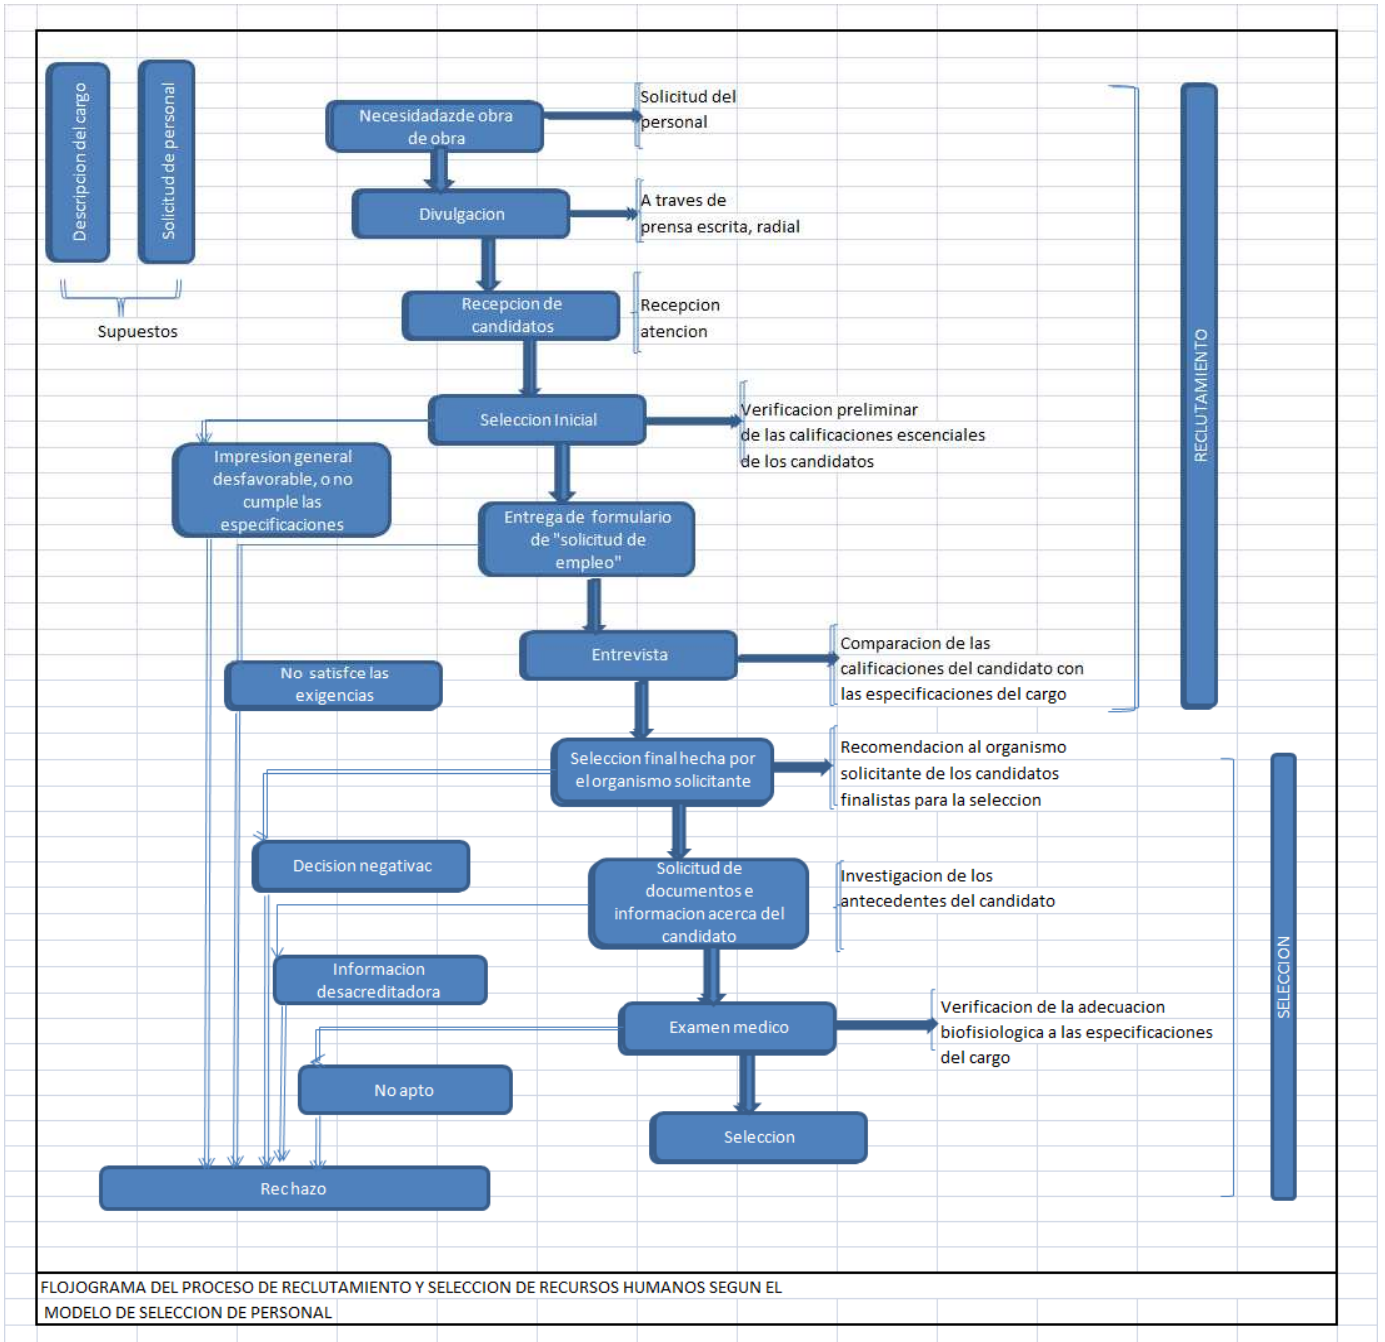 Descripcion del cargo
Solicitud de personal
Supuestos
Necesidadazde obra
de obra
Solicitud del
personal
Divulgacion
A traves de
prensa escrita, radial
Recepcion de
candidatos
Recepcion
atencion
Seleccion Inicial
Verificacion preliminar
de las calificaciones escenciales
de los candidatos
Impresion general
desfavorable, o no
cumple las
especificaciones
Entrega de formulario
de "solicitud de
empleo"
Entrevista
Comparacion de las
calificaciones del candidato con
las especificaciones del cargo
No satisfce las
exigencias
RECLUTAMIENTO
Seleccion final hecha por
el organismo solicitante
Recomendacion al organismo
solicitante de los candidatos
finalistas para la seleccion
Decision negativac
Solicitud de
documentos e
informacion acerca del
candidato
Investigacion de los
antecedentes del candidato
Informacion
desacreditadora
Examen medico
Verificacion de la adecuacion
biofisiologica a las especificaciones
del cargo
No apto
Seleccion
Rechazo
SELECCION
FLOJOGRAMA DEL PROCESO DE RECLUTAMIENTO Y SELECCION DE RECURSOS HUMANOS SEGUN EL
MODELO DE SELECCION DE PERSONAL